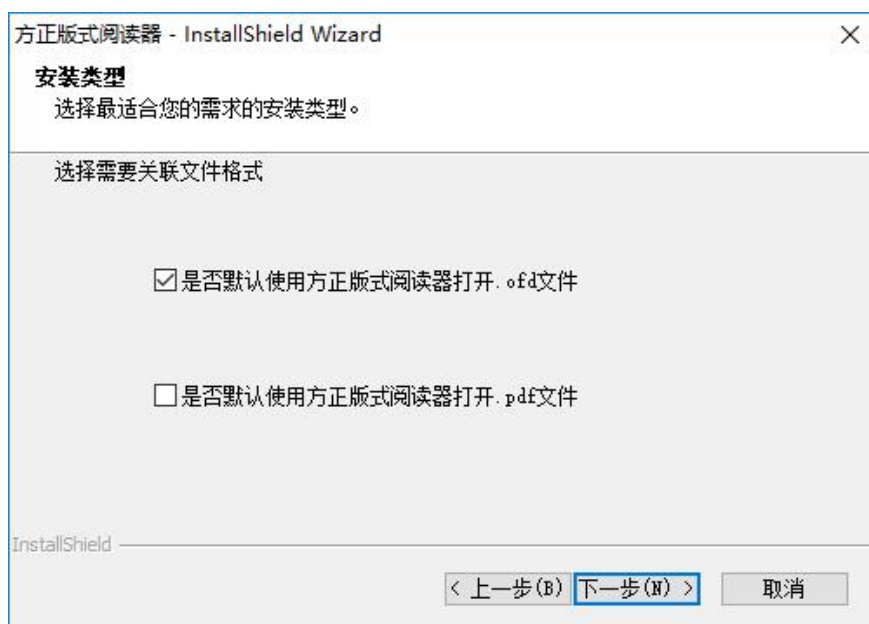 方正版式阅读器 - InstallShield Wizard
安装类型
选择最适合您的需求的安装类型。
选择需要关联文件格式
是否默认使用方正版式阅读器打开.ofd文件
是否默认使用方正版式阅读器打开.pdf文件
InstallShield
< 上一步(B) 下一步(N) > 取消